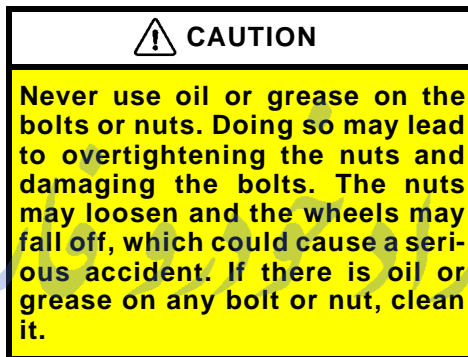 CAUTION
Never use oil or grease on the
bolts or nuts. Doing so may lead
to overtightening the nuts and
damaging the bolts. The nuts
may loosen and the wheels may
fall off, which could cause a seri-
ous accident. If there is oil or
grease on any bolt or nut, clean
it.